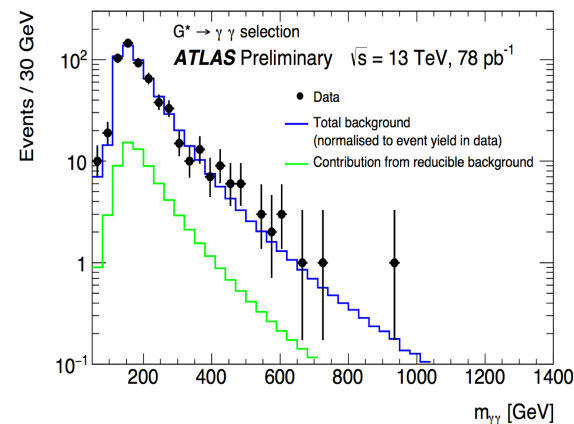 G* → γ γ selection
ATLAS Preliminary √s = 13 TeV, 78 pb⁻¹
Data
Total background
(normalised to event yield in data)
Contribution from reducible background
Events / 30 GeV
10²
10
1
10⁻¹
200 400 600 800 1000 1200 1400
mγγ [GeV]